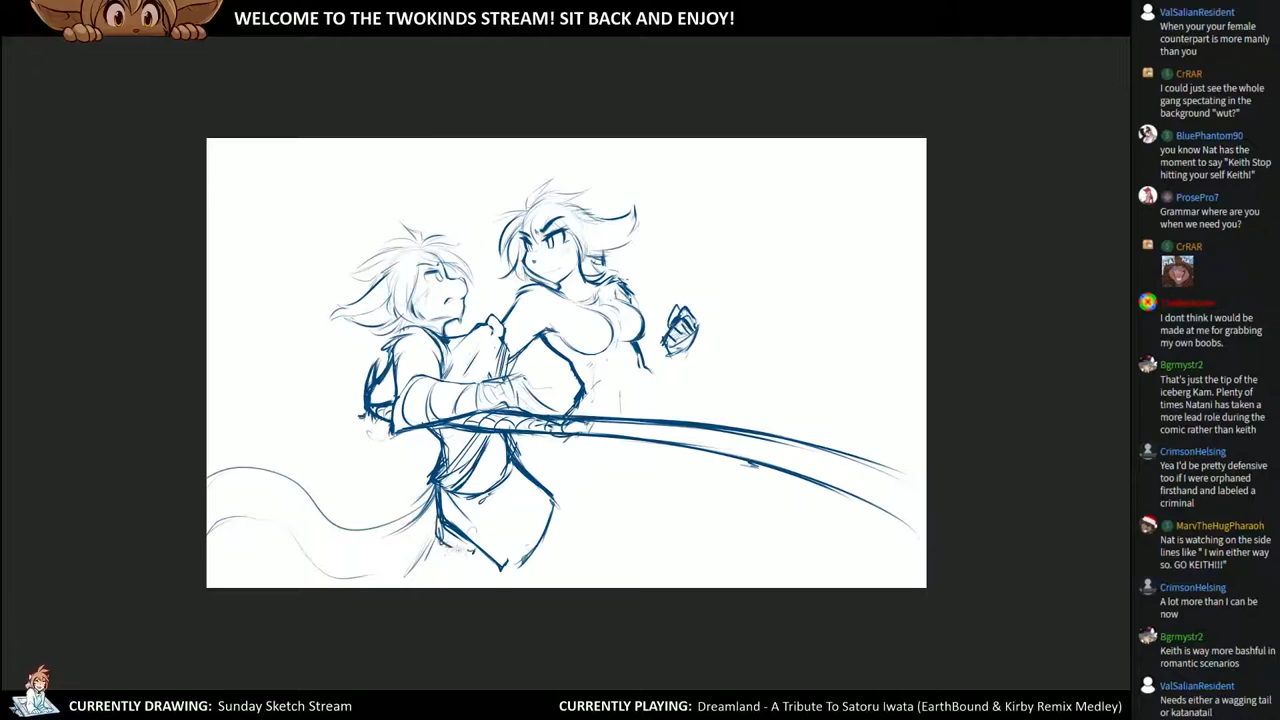 WELCOME TO THE TWOKINDS STREAM! SIT BACK AND ENJOY!
ValSalianResident
When your your female
counterpart is more manly
than you
CrRAR
I could just see the whole
gang spectating in the
background "wut?"
BluePhantom90
you know Nat has the
moment to say "Keith Stop
hitting your self Keith!"
ProsePro7
Grammar where are you
when we need you?
CrRAR
I dont think I would be
made at me for grabbing
my own boobs.
Bgrmystr2
That's just the tip of the
iceberg Kam. Plenty of
times Natani has taken a
more lead role during the
comic rather than keith
CrimsonHelsing
Yea I'd be pretty defensive
too if I were orphaned
firsthand and labeled a
criminal
MarvTheHugPharaoh
Nat is watching on the side
lines like " I win either way
so. GO KEITH!!!"
CrimsonHelsing
A lot more than I can be
now
Bgrmystr2
Keith is way more bashful in
romantic scenarios
ValSalianResident
Needs either a wagging tail
or katanatail
CURRENTLY DRAWING: Sunday Sketch Stream
CURRENTLY PLAYING: Dreamland - A Tribute To Satoru Iwata (EarthBound & Kirby Remix Medley)